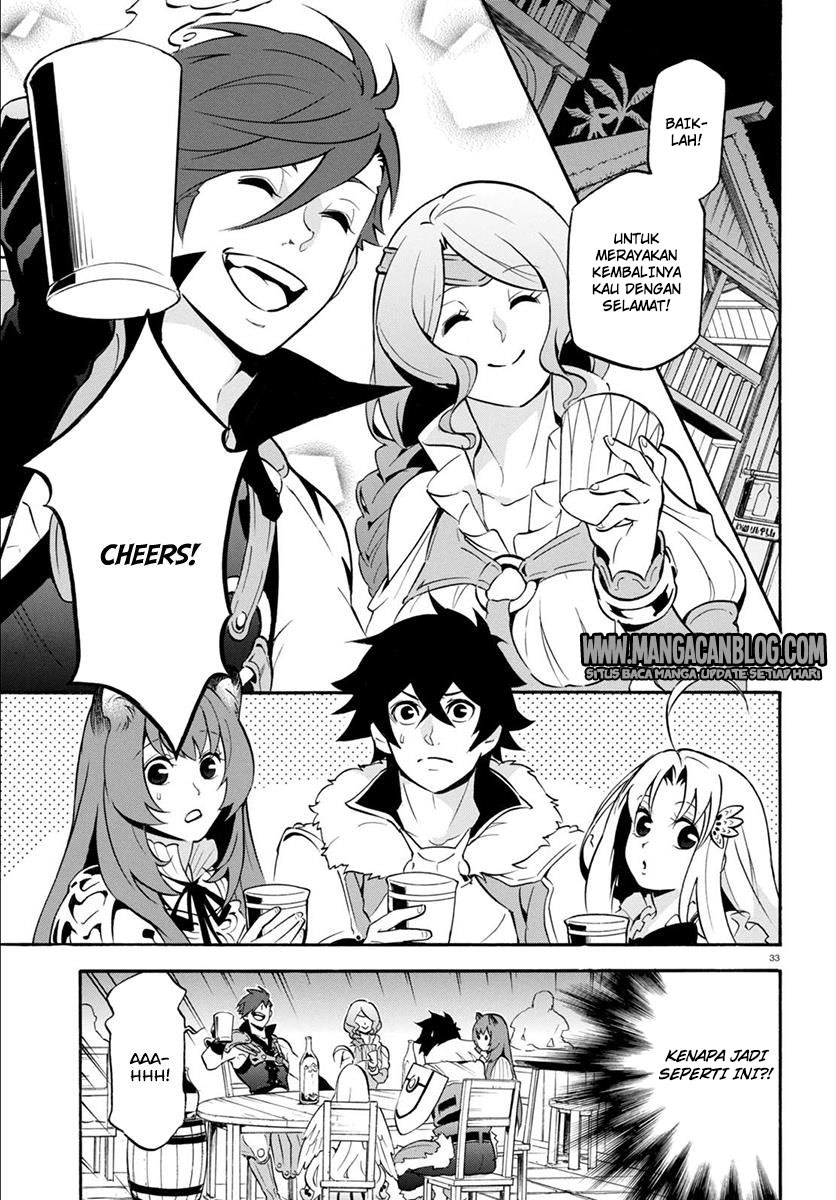 BAIK-
LAH!
UNTUK
MERAYAKAN
KEMBALINYA
KAU DENGAN
SELAMAT!
CHEERS!
WWW.MANGACANBLOG.COM
SITUS BACA MANGA UPDATE SETIAP HARI
33
KENAPA JADI
SEPERTI INI?!
AAA-
HHH!